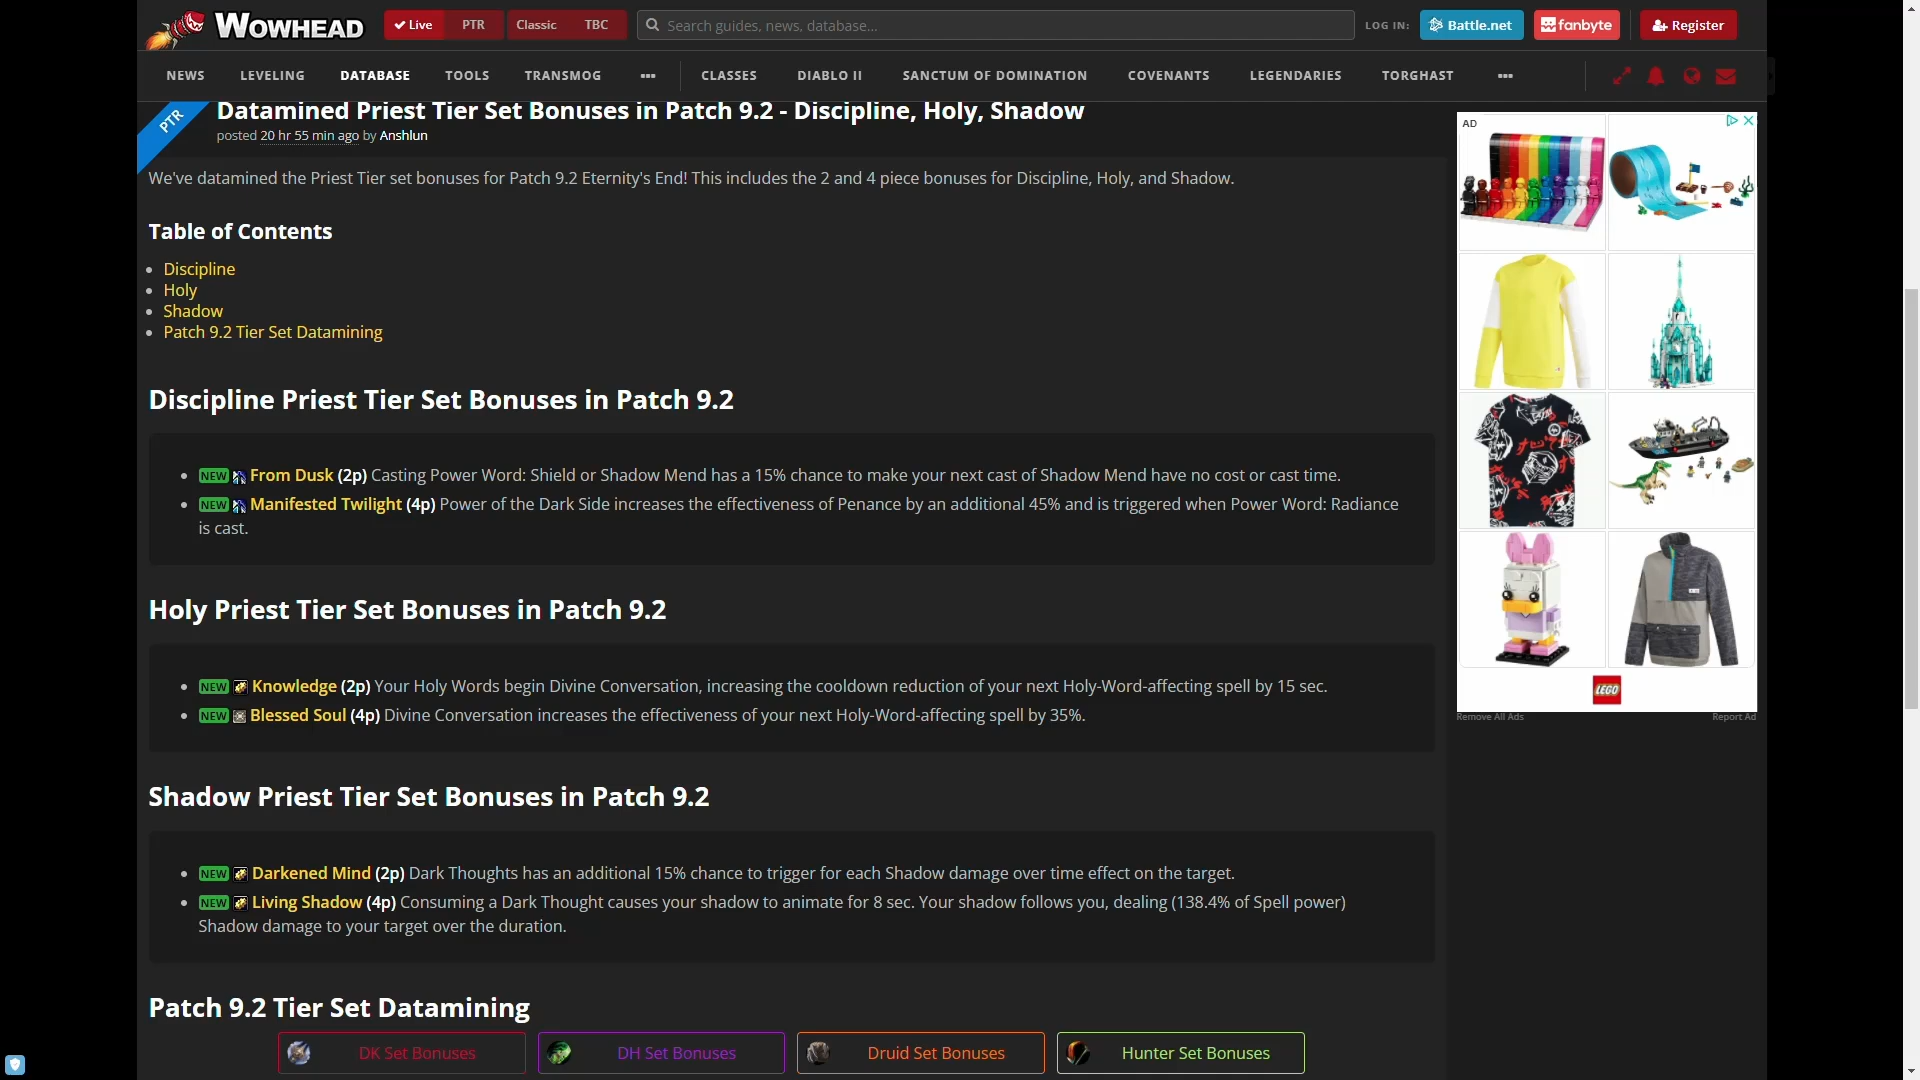 WOWHEAD
Live PTR Classic TBC Search guides, news, database... LOG IN: Battle.net fanbyte Register
NEWS LEVELING DATABASE TOOLS TRANSMOG ••• CLASSES DIABLO II SANCTUM OF DOMINATION COVENANTS LEGENDARIES TORGHAST •••
PTR
Datamined Priest Tier Set Bonuses in Patch 9.2 - Discipline, Holy, Shadow
posted 20 hr 55 min ago by Anshlun
We've datamined the Priest Tier set bonuses for Patch 9.2 Eternity's End! This includes the 2 and 4 piece bonuses for Discipline, Holy, and Shadow.
Table of Contents
• Discipline
• Holy
• Shadow
• Patch 9.2 Tier Set Datamining
Discipline Priest Tier Set Bonuses in Patch 9.2
• NEW From Dusk (2p) Casting Power Word: Shield or Shadow Mend has a 15% chance to make your next cast of Shadow Mend have no cost or cast time.
• NEW Manifested Twilight (4p) Power of the Dark Side increases the effectiveness of Penance by an additional 45% and is triggered when Power Word: Radiance
is cast.
Holy Priest Tier Set Bonuses in Patch 9.2
• NEW Knowledge (2p) Your Holy Words begin Divine Conversation, increasing the cooldown reduction of your next Holy-Word-affecting spell by 15 sec.
• NEW Blessed Soul (4p) Divine Conversation increases the effectiveness of your next Holy-Word-affecting spell by 35%.
Shadow Priest Tier Set Bonuses in Patch 9.2
• NEW Darkened Mind (2p) Dark Thoughts has an additional 15% chance to trigger for each Shadow damage over time effect on the target.
• NEW Living Shadow (4p) Consuming a Dark Thought causes your shadow to animate for 8 sec. Your shadow follows you, dealing (138.4% of Spell power)
Shadow damage to your target over the duration.
Patch 9.2 Tier Set Datamining
DK Set Bonuses DH Set Bonuses Druid Set Bonuses Hunter Set Bonuses
AD
LEGO
Remove All Ads Report Ad